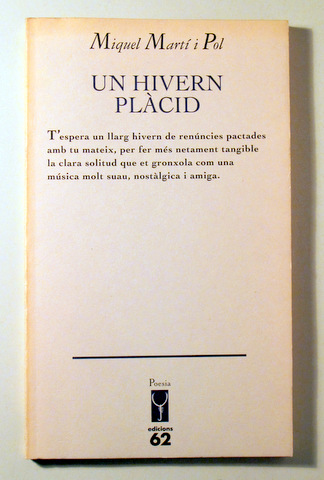 Miquel Martí i Pol
UN HIVERN
PLÀCID
T'espera un llarg hivern de renúncies pactades
amb tu mateix, per fer més netament tangible
la clara solitud que et gronxola com una
música molt suau, nostàlgica i amiga.
Poesia
edicions
62